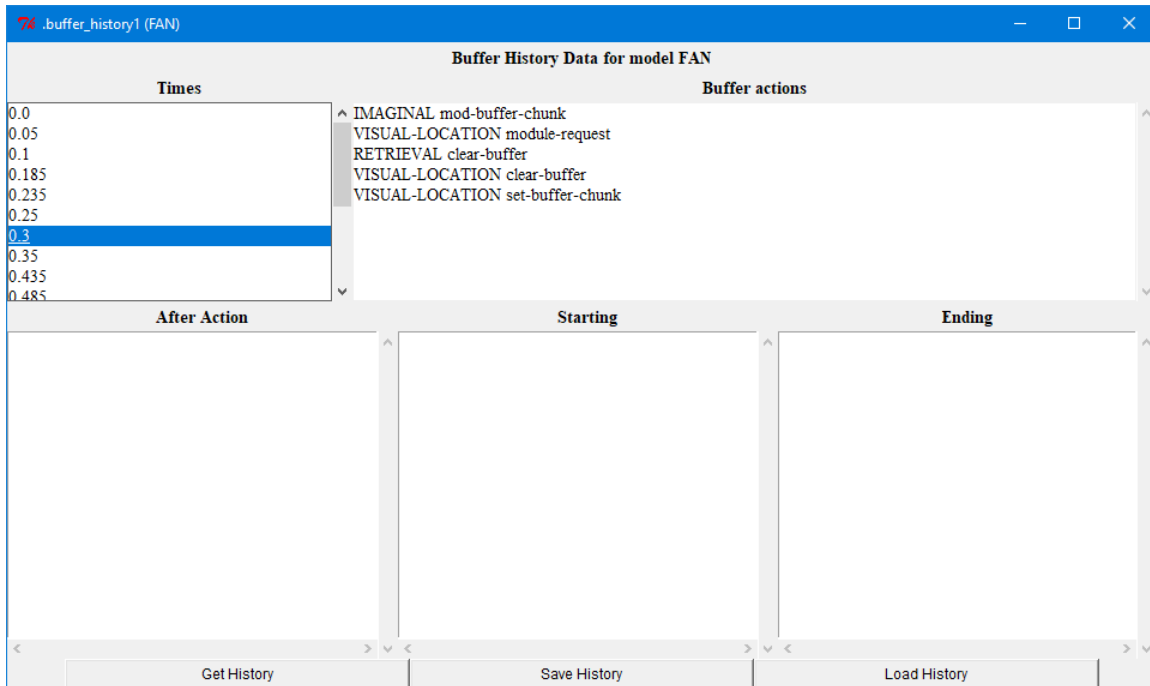 .buffer_history1 (FAN)
Buffer History Data for model FAN
Times
Buffer actions
0.0
0.05
0.1
0.185
0.235
0.25
0.3
0.35
0.435
0.485
IMAGINAL mod-buffer-chunk
VISUAL-LOCATION module-request
RETRIEVAL clear-buffer
VISUAL-LOCATION clear-buffer
VISUAL-LOCATION set-buffer-chunk
After Action
Starting
Ending
Get History
Save History
Load History